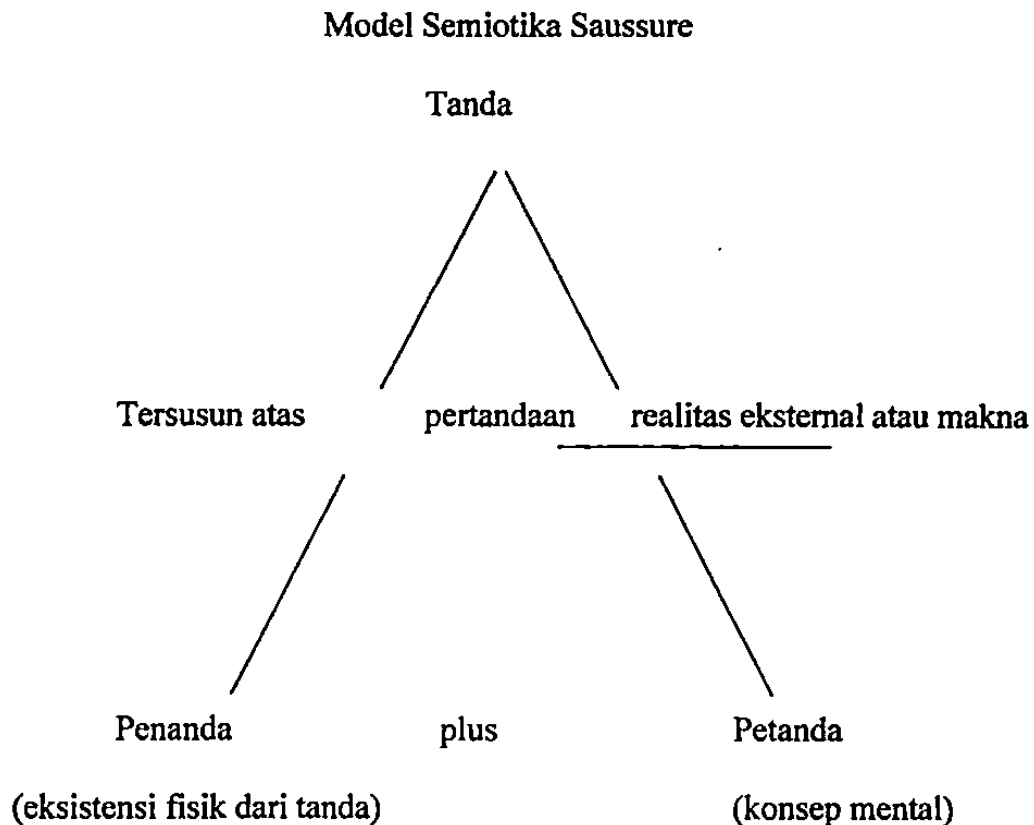 Model Semiotika Saussure
Tanda
Tersusun atas pertandaan realitas eksternal atau makna
Penanda plus Petanda
(eksistensi fisik dari tanda) (konsep mental)